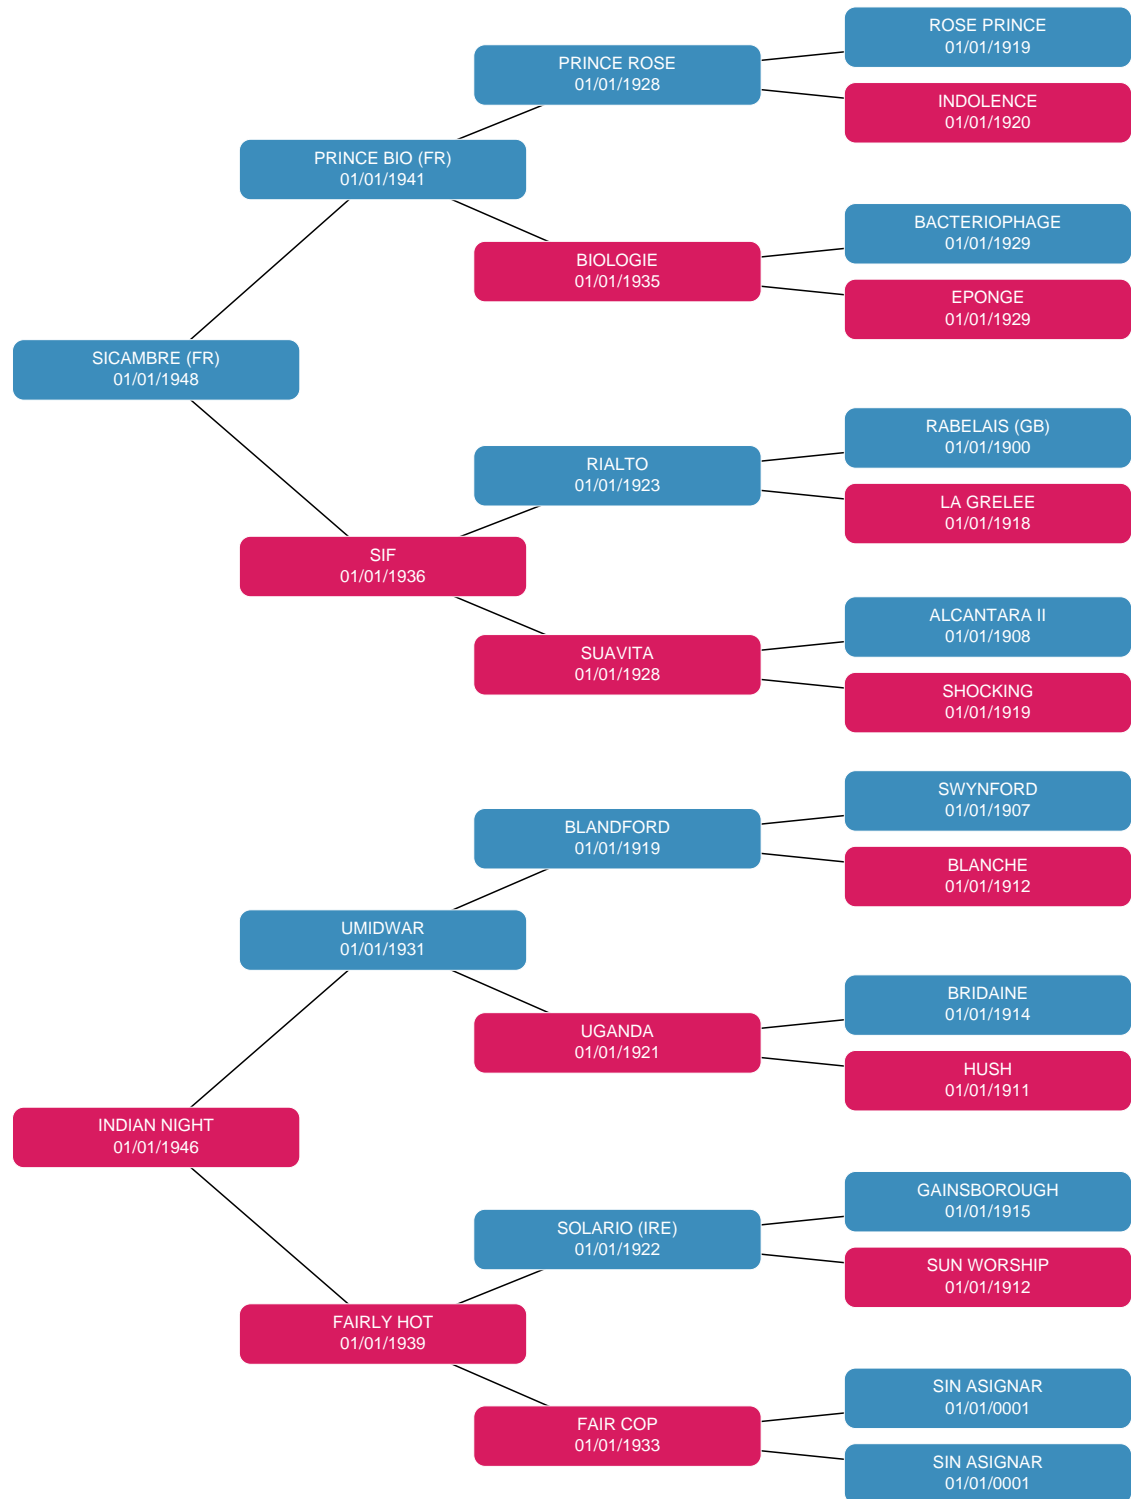 ROSE PRINCE
01/01/1919
PRINCE ROSE
01/01/1928
INDOLENCE
01/01/1920
PRINCE BIO (FR)
01/01/1941
BACTERIOPHAGE
01/01/1929
BIOLOGIE
01/01/1935
EPONGE
01/01/1929
SICAMBRE (FR)
01/01/1948
RABELAIS (GB)
01/01/1900
RIALTO
01/01/1923
LA GRELEE
01/01/1918
SIF
01/01/1936
ALCANTARA II
01/01/1908
SUAVITA
01/01/1928
SHOCKING
01/01/1919
SWYNFORD
01/01/1907
BLANDFORD
01/01/1919
BLANCHE
01/01/1912
UMIDWAR
01/01/1931
BRIDAINE
01/01/1914
UGANDA
01/01/1921
HUSH
01/01/1911
INDIAN NIGHT
01/01/1946
GAINSBOROUGH
01/01/1915
SOLARIO (IRE)
01/01/1922
SUN WORSHIP
01/01/1912
FAIRLY HOT
01/01/1939
SIN ASIGNAR
01/01/0001
FAIR COP
01/01/1933
SIN ASIGNAR
01/01/0001